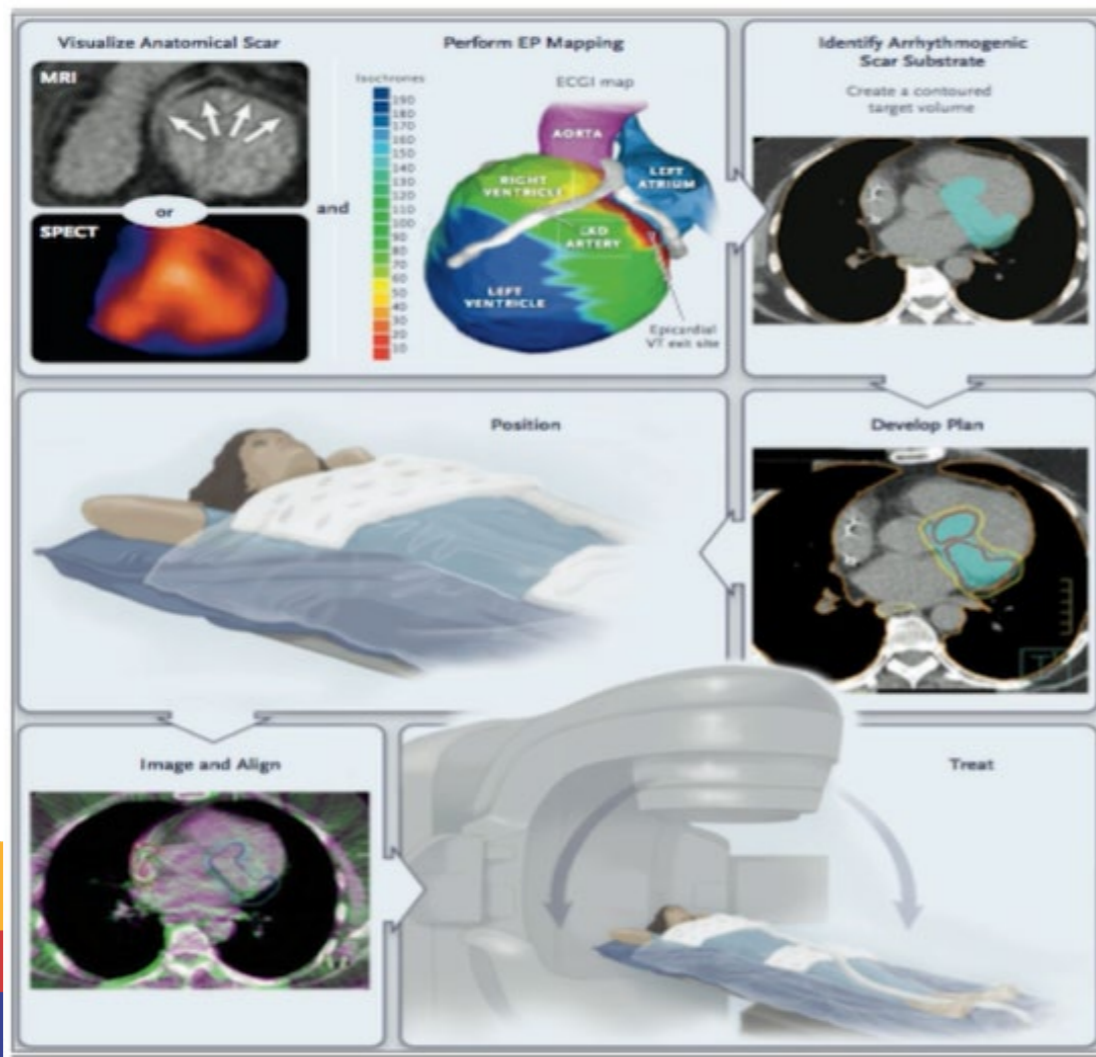 Visualize Anatomical Scar
MRI
or
SPECT
and
Perform EP Mapping
Isochrones
190
180
170
160
150
140
130
120
110
100
90
80
70
60
50
40
30
20
10
ECGI map
AORTA
RIGHT
VENTRICLE
LEFT
ATRIUM
LAD
ARTERY
LEFT
VENTRICLE
Epicardial
VT exit site
Identify Arrhythmogenic
Scar Substrate
Create a contoured
target volume
Develop Plan
Position
Image and Align
Treat